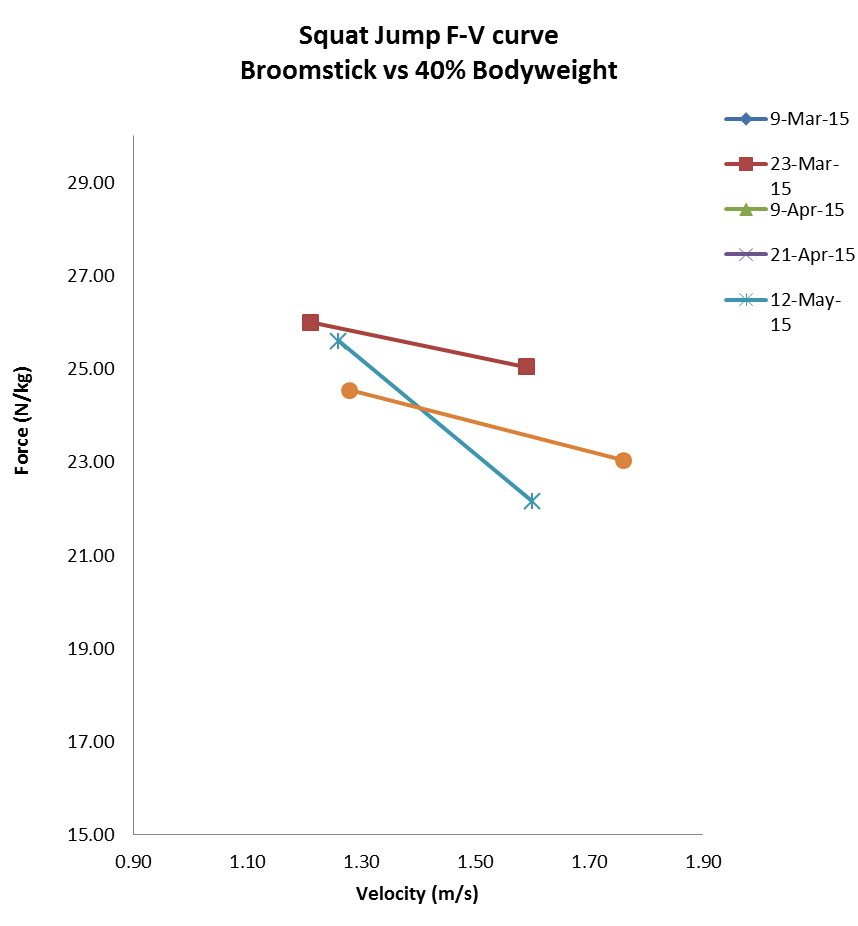 Squat Jump F-V curve
Broomstick vs 40% Bodyweight
9-Mar-15
23-Mar-
15
9-Apr-15
21-Apr-15
12-May-
15
Force (N/kg)
29.00
27.00
25.00
23.00
21.00
19.00
17.00
15.00
0.90 1.10 1.30 1.50 1.70 1.90
Velocity (m/s)